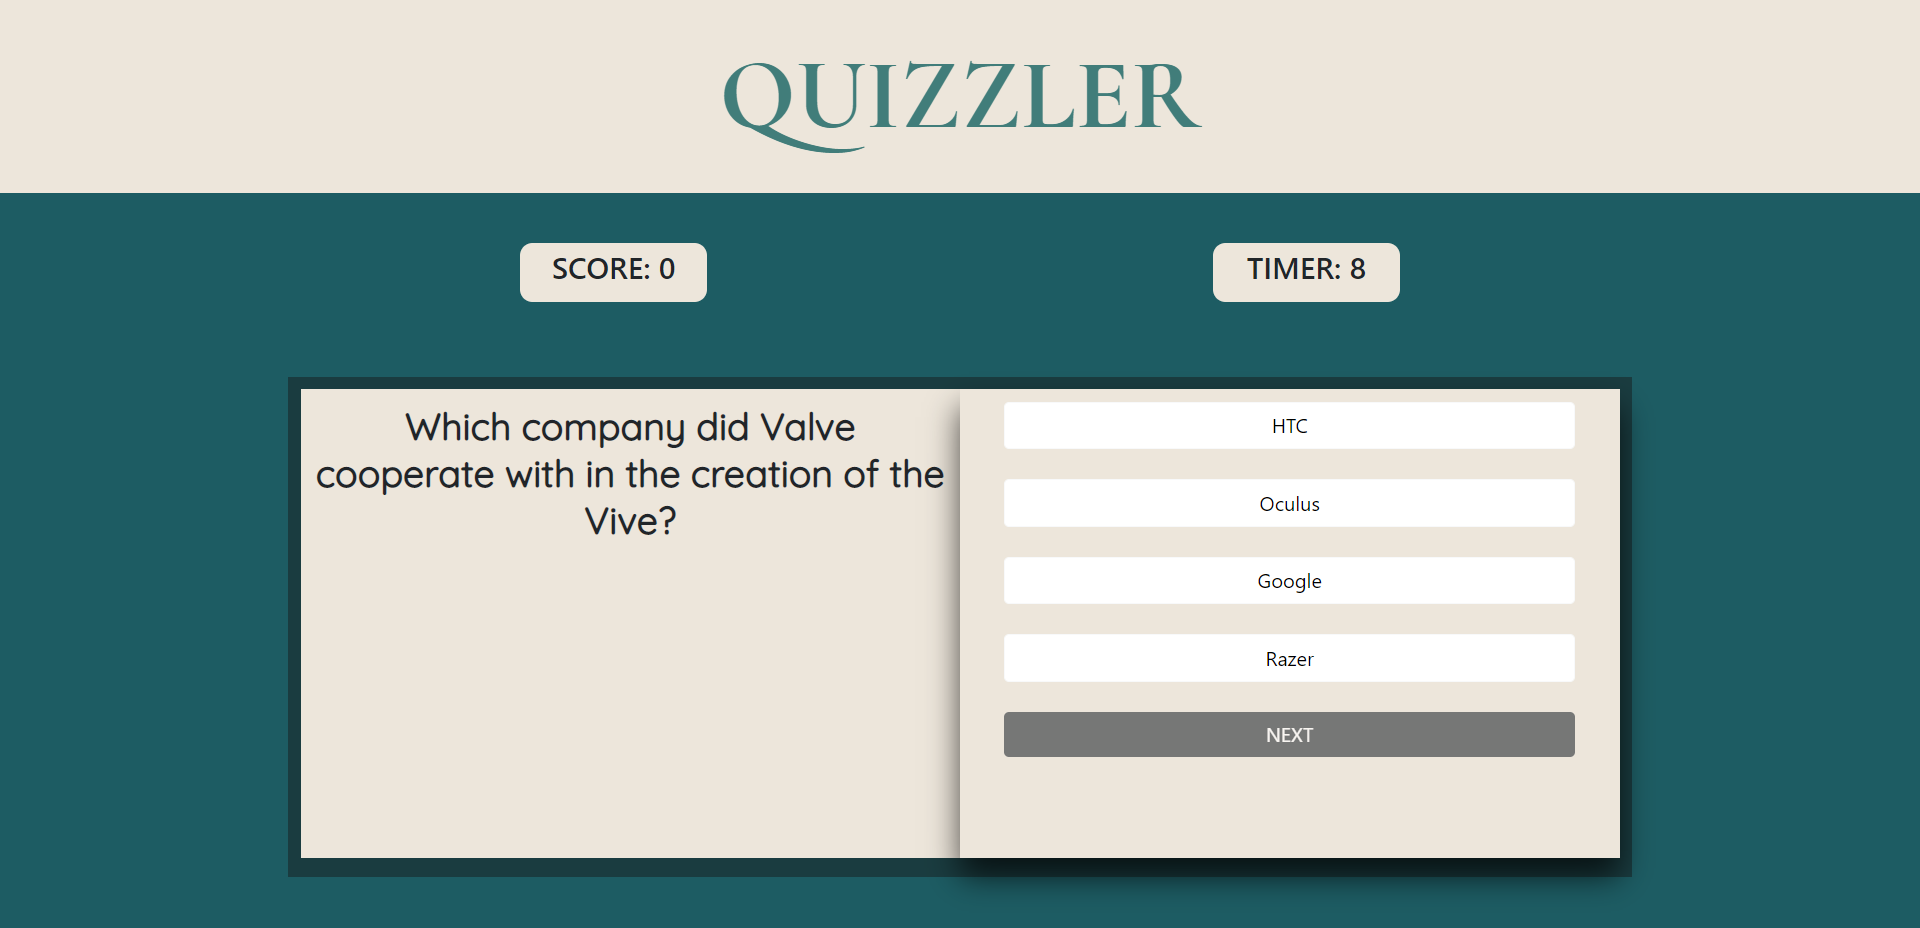 QUIZZLER
SCORE: 0
TIMER: 8
Which company did Valve
cooperate with in the creation of the
Vive?
HTC
Oculus
Google
Razer
NEXT